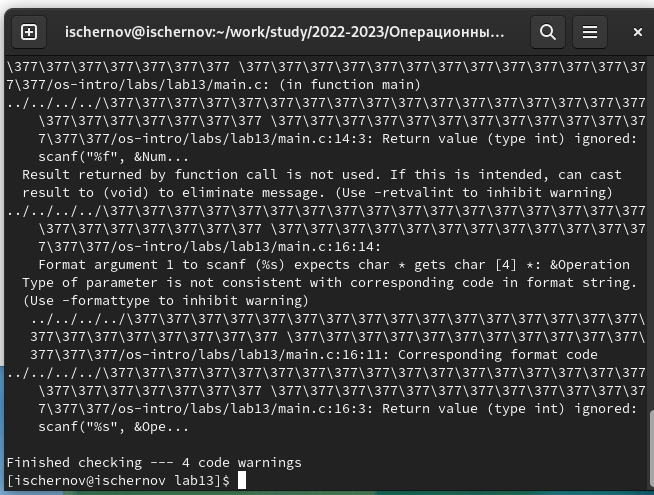 ischernov@ischernov:~/work/study/2022-2023/Операционны...
\377\377\377\377\377\377\377 \377\377\377\377\377\377\377\377\377\377\377\377\37
7\377/os-intro/labs/lab13/main.c: (in function main)
../../../../\377\377\377\377\377\377\377\377\377\377\377\377\377\377\377\377\377
\377\377\377\377\377\377\377 \377\377\377\377\377\377\377\377\377\377\377\37
7\377\377/os-intro/labs/lab13/main.c:14:3: Return value (type int) ignored:
scanf("%f", &Num...
Result returned by function call is not used. If this is intended, can cast
result to (void) to eliminate message. (Use -retvalint to inhibit warning)
../../../../\377\377\377\377\377\377\377\377\377\377\377\377\377\377\377\377\377
\377\377\377\377\377\377\377 \377\377\377\377\377\377\377\377\377\377\377\37
7\377\377/os-intro/labs/lab13/main.c:16:14:
Format argument 1 to scanf (%s) expects char * gets char [4] *: &Operation
Type of parameter is not consistent with corresponding code in format string.
(Use -formattype to inhibit warning)
../../../../\377\377\377\377\377\377\377\377\377\377\377\377\377\377\377\377\
377\377\377\377\377\377\377\377 \377\377\377\377\377\377\377\377\377\377\377\
377\377\377/os-intro/labs/lab13/main.c:16:11: Corresponding format code
../../../../\377\377\377\377\377\377\377\377\377\377\377\377\377\377\377\377\377
\377\377\377\377\377\377\377 \377\377\377\377\377\377\377\377\377\377\377\37
7\377\377/os-intro/labs/lab13/main.c:16:3: Return value (type int) ignored:
scanf("%s", &Ope...
Finished checking --- 4 code warnings
[ischernov@ischernov lab13]$